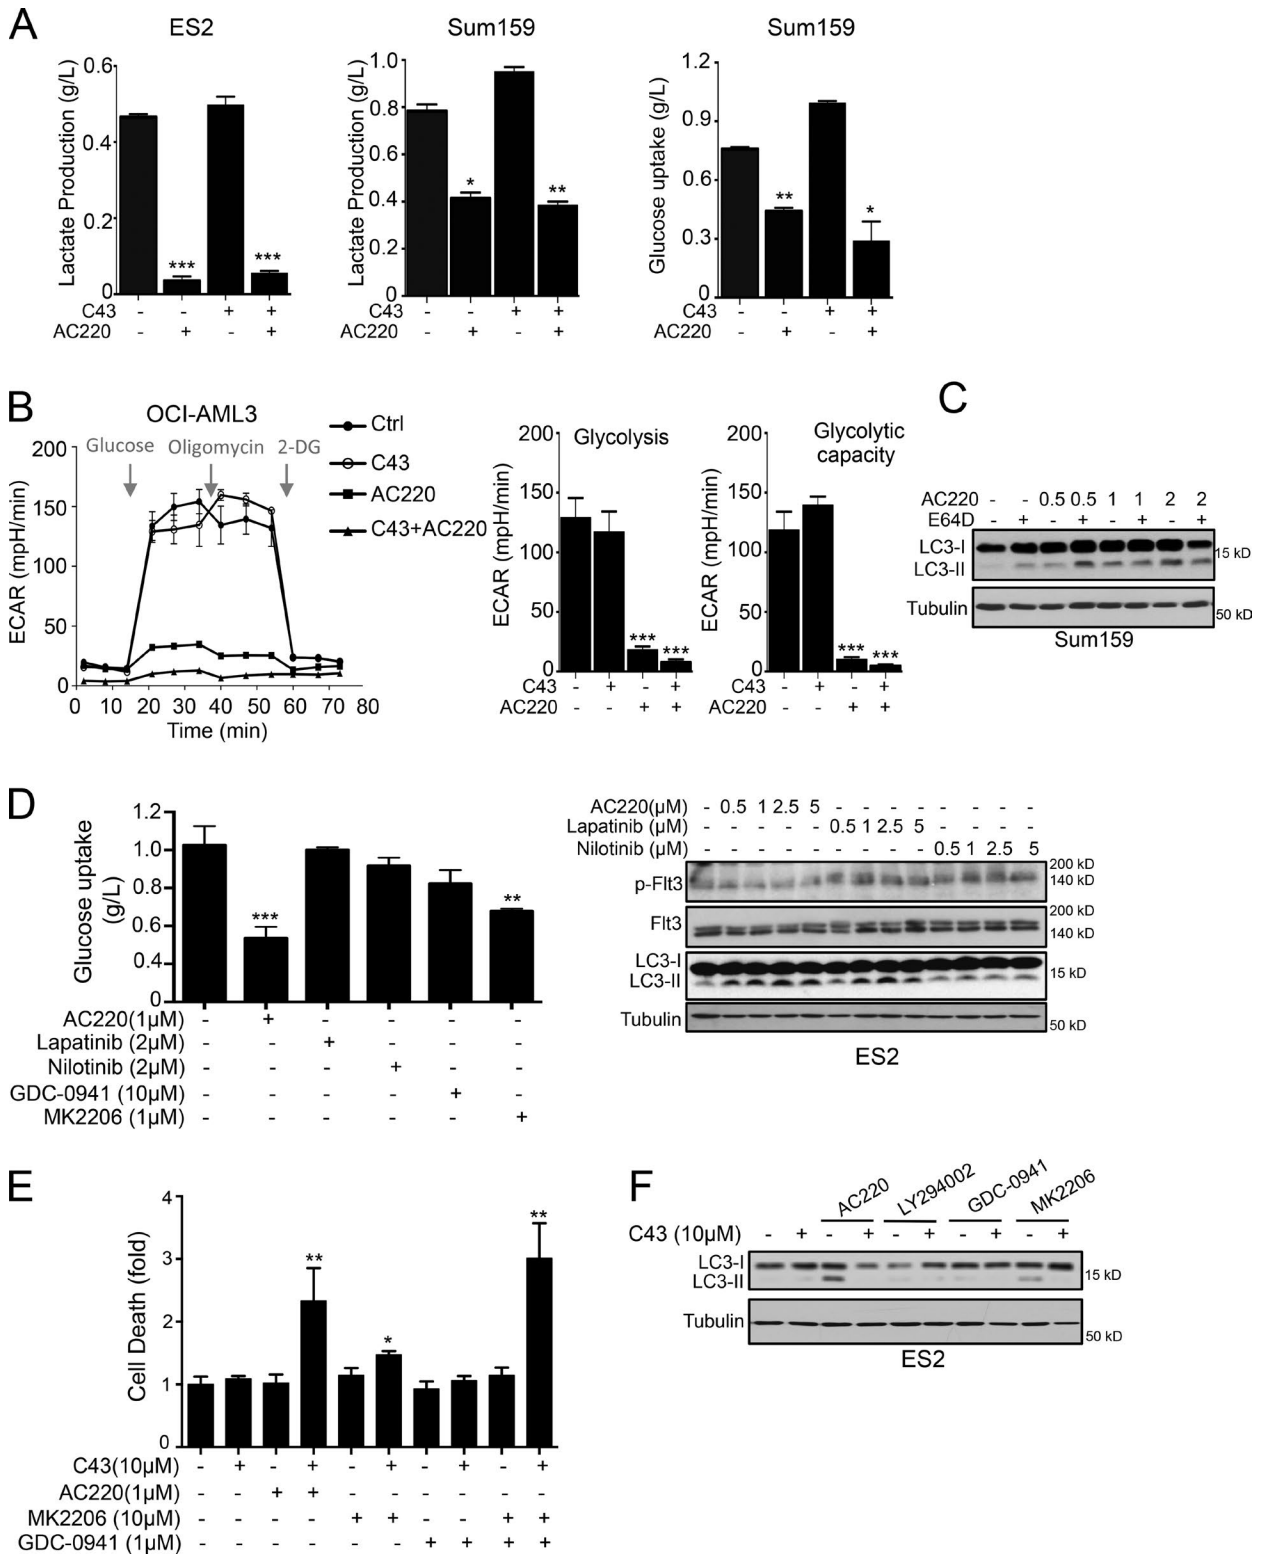 A
ES2
Lactate Production (g/L)
0.6
0.4
0.2
0
***
***
C43 - - + +
AC220 - + - +
Sum159
Lactate Production (g/L)
1.0
0.8
0.6
0.4
0.2
0
*
**
C43 - - + +
AC220 - + - +
Sum159
Glucose uptake (g/L)
1.2
0.9
0.6
0.3
0
**
*
C43 - - + +
AC220 - + - +
B
OCI-AML3
Glucose Oligomycin 2-DG
ECAR (mpH/min)
200
150
100
50
0
0 10 20 30 40 50 60 70 80
Time (min)
Ctrl
C43
AC220
C43+AC220
Glycolysis
ECAR (mpH/min)
200
150
100
50
0
***
***
C43 - + - +
AC220 - - + +
Glycolytic
capacity
ECAR (mpH/min)
200
150
100
50
0
***
***
C43 - + - +
AC220 - - + +
C
AC220 - - 0.5 0.5 1 1 2 2
E64D - + - + - + - +
LC3-I
LC3-II
15 kD
Tubulin
50 kD
Sum159
D
Glucose uptake
(g/L)
1.2
1.0
0.8
0.6
0.4
0
***
**
AC220(1µM) - + - - - -
Lapatinib (2µM) - - + - - -
Nilotinib (2µM) - - - + - -
GDC-0941 (10µM) - - - - + -
MK2206 (1µM) - - - - - +
AC220(µM) - 0.5 1 2.5 5 - - - - - - - -
Lapatinib (µM) - - - - - 0.5 1 2.5 5 - - - -
Nilotinib (µM) - - - - - - - - - 0.5 1 2.5 5
p-Flt3
200 kD
140 kD
Flt3
200 kD
140 kD
LC3-I
LC3-II
15 kD
Tubulin
50 kD
ES2
E
Cell Death (fold)
4
3
2
1
0
**
*
**
C43(10µM) - + - + - + - + - +
AC220(1µM) - - + + - - - - - -
MK2206 (10µM) - - - - + + - - + +
GDC-0941 (1µM) - - - - - - + + + +
F
AC220 LY294002 GDC-0941 MK2206
C43 (10µM) - + - + - + - + - +
LC3-I
LC3-II
15 kD
Tubulin
50 kD
ES2